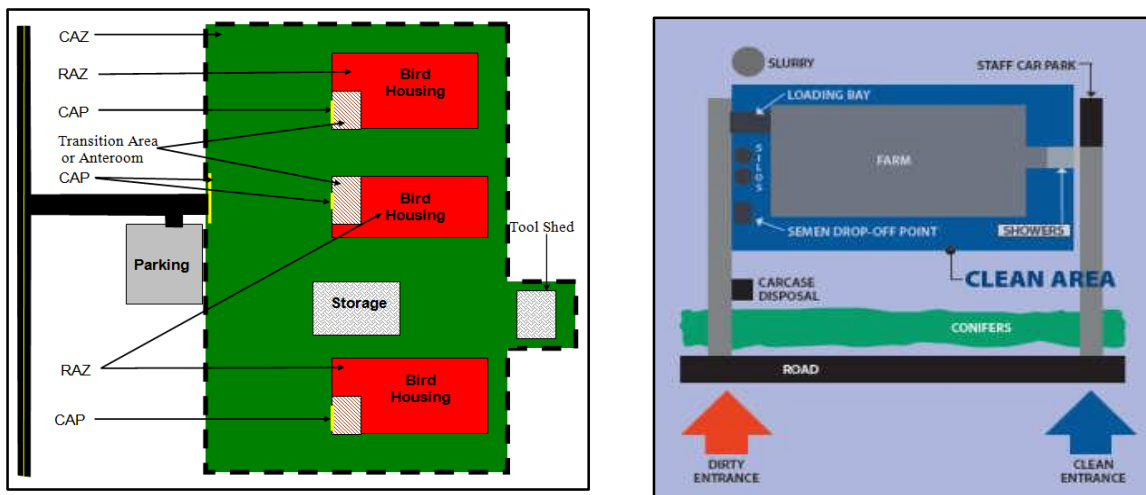 CAZ
RAZ
CAP
Transition Area
or Anteroom
CAP
Parking
RAZ
CAP
Bird
Housing
Bird
Housing
Tool Shed
Storage
Bird
Housing
SLURRY
STAFF CAR PARK
LOADING BAY
SILOS
FARM
SEMEN DROP-OFF POINT
SHOWERS
CLEAN AREA
CARCASE
DISPOSAL
CONIFERS
ROAD
DIRTY
ENTRANCE
CLEAN
ENTRANCE